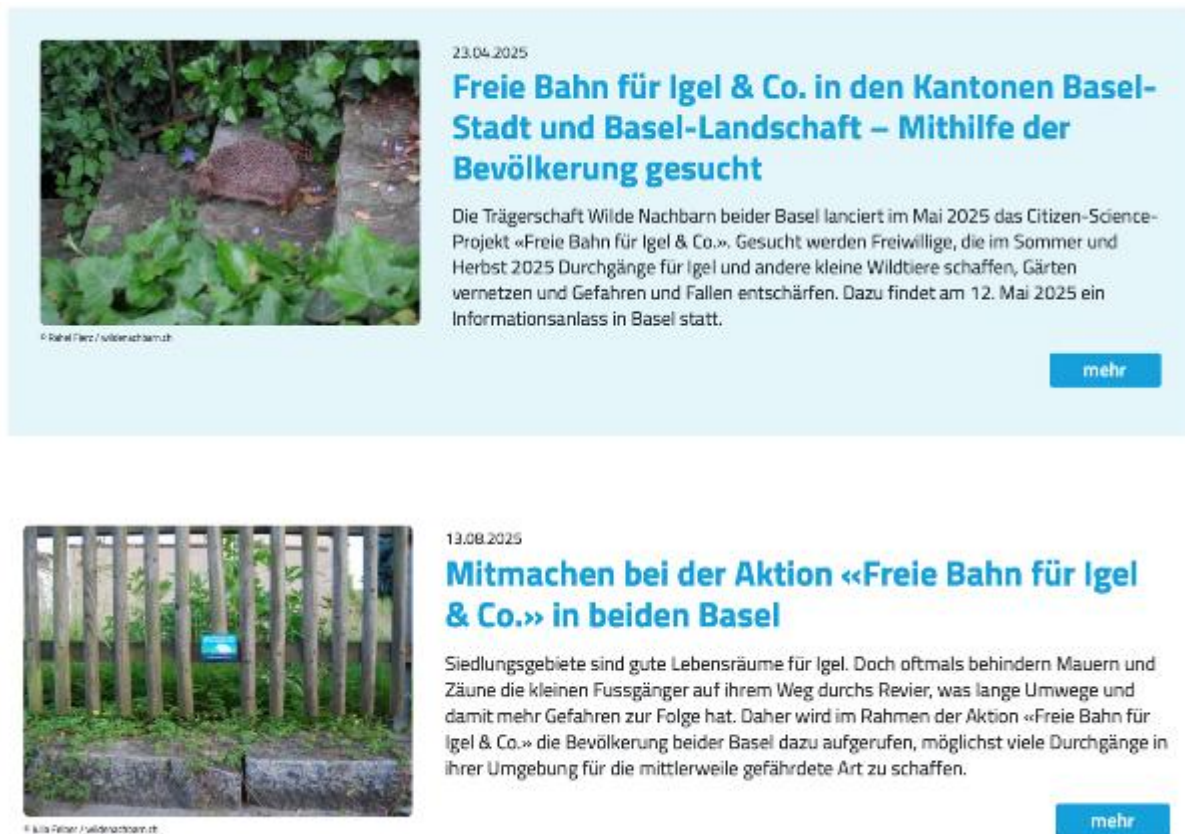 23.04.2025
Freie Bahn für Igel & Co. in den Kantonen Basel-
Stadt und Basel-Landschaft – Mithilfe der
Bevölkerung gesucht
Die Trägerschaft Wilde Nachbarn beider Basel lanciert im Mai 2025 das Citizen-Science-
Projekt «Freie Bahn für Igel & Co.». Gesucht werden Freiwillige, die im Sommer und
Herbst 2025 Durchgänge für Igel und andere kleine Wildtiere schaffen, Gärten
vernetzen und Gefahren und Fallen entschärfen. Dazu findet am 12. Mai 2025 ein
Informationsanlass in Basel statt.
© Rahel Flerz / wildenachbarn.ch
mehr
13.08.2025
Mitmachen bei der Aktion «Freie Bahn für Igel
& Co.» in beiden Basel
Siedlungsgebiete sind gute Lebensräume für Igel. Doch oftmals behindern Mauern und
Zäune die kleinen Fussgänger auf ihrem Weg durchs Revier, was lange Umwege und
damit mehr Gefahren zur Folge hat. Daher wird im Rahmen der Aktion «Freie Bahn für
Igel & Co.» die Bevölkerung beider Basel dazu aufgerufen, möglichst viele Durchgänge in
ihrer Umgebung für die mittlerweile gefährdete Art zu schaffen.
mehr
© / wildenachbarn.ch